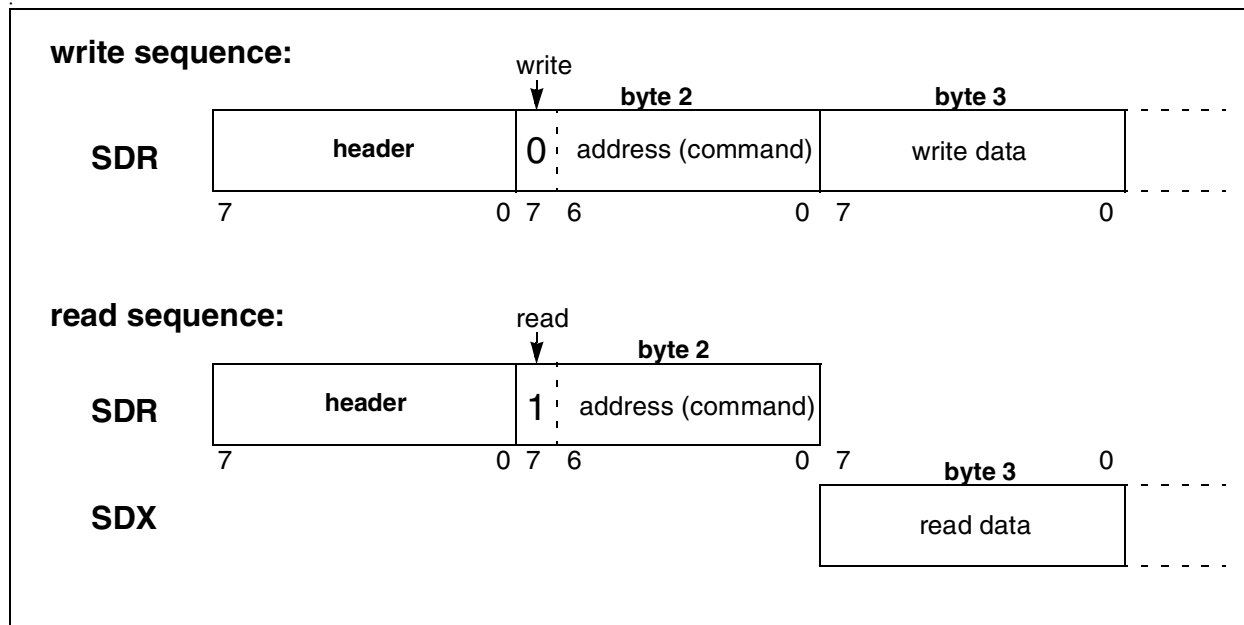 write sequence:
write
byte 2 byte 3
SDR header 0 address (command) write data
7 0 7 6 0 7 0
read sequence:
read
byte 2
SDR header 1 address (command)
7 0 7 6 0 7 0
byte 3
SDX read data